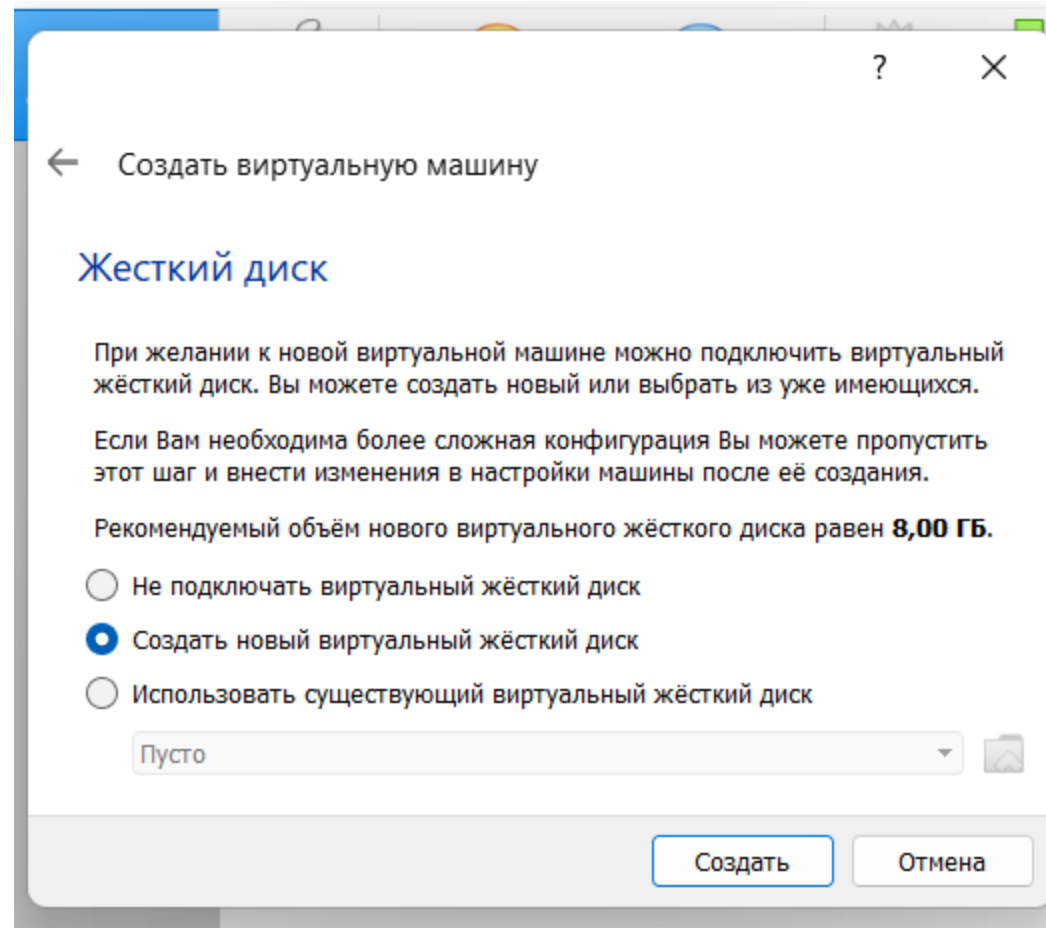 ?
Создать виртуальную машину
Жесткий диск
При желании к новой виртуальной машине можно подключить виртуальный
жёсткий диск. Вы можете создать новый или выбрать из уже имеющихся.
Если Вам необходима более сложная конфигурация Вы можете пропустить
этот шаг и внести изменения в настройки машины после её создания.
Рекомендуемый объём нового виртуального жёсткого диска равен 8,00 ГБ.
Не подключать виртуальный жёсткий диск
Создать новый виртуальный жёсткий диск
Использовать существующий виртуальный жёсткий диск
Пусто
Создать Отмена